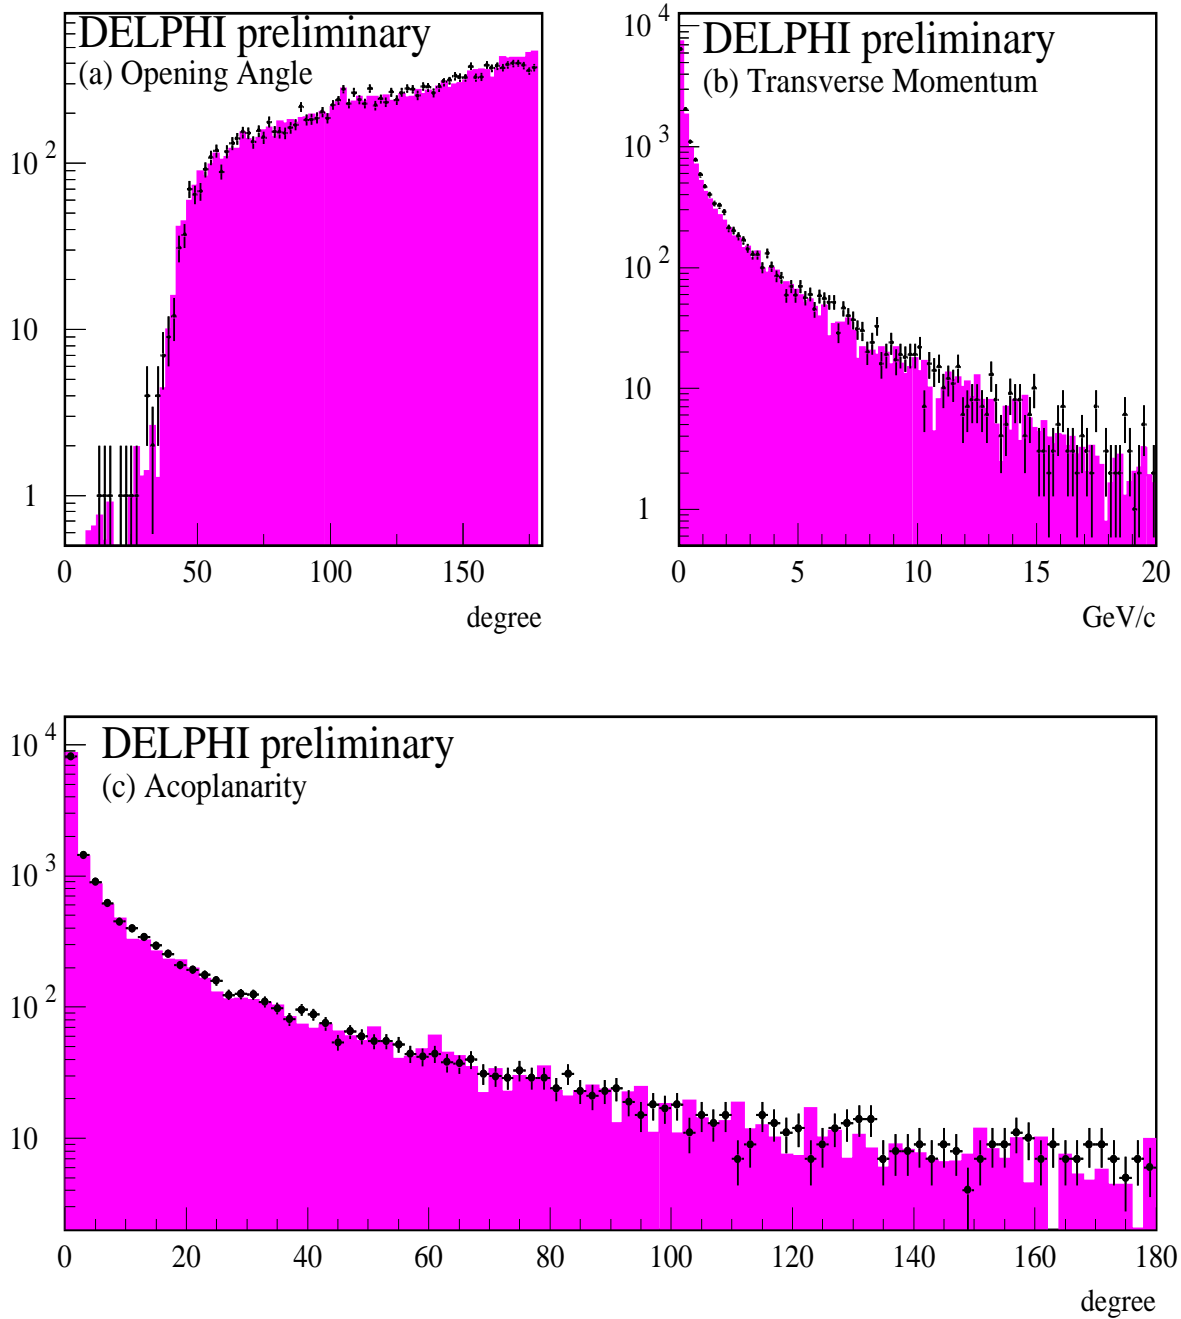 DELPHI preliminary
(a) Opening Angle
10 2
10
1
0 50 100 150
degree
DELPHI preliminary
(b) Transverse Momentum
10 4
10 3
10 2
10
1
0 5 10 15 20
GeV/c
DELPHI preliminary
(c) Acoplanarity
10 4
10 3
10 2
10
0 20 40 60 80 100 120 140 160 180
degree